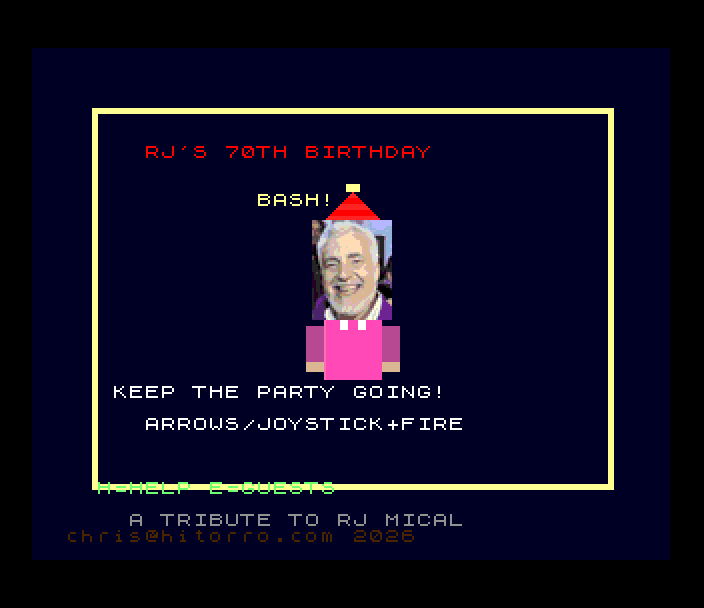 RJ'S 70TH BIRTHDAY
BASH!
KEEP THE PARTY GOING!
ARROWS/JOYSTICK+FIRE
H=HELP E=GUESTS
A TRIBUTE TO RJ MICAL
chris@hitorro.com 2026